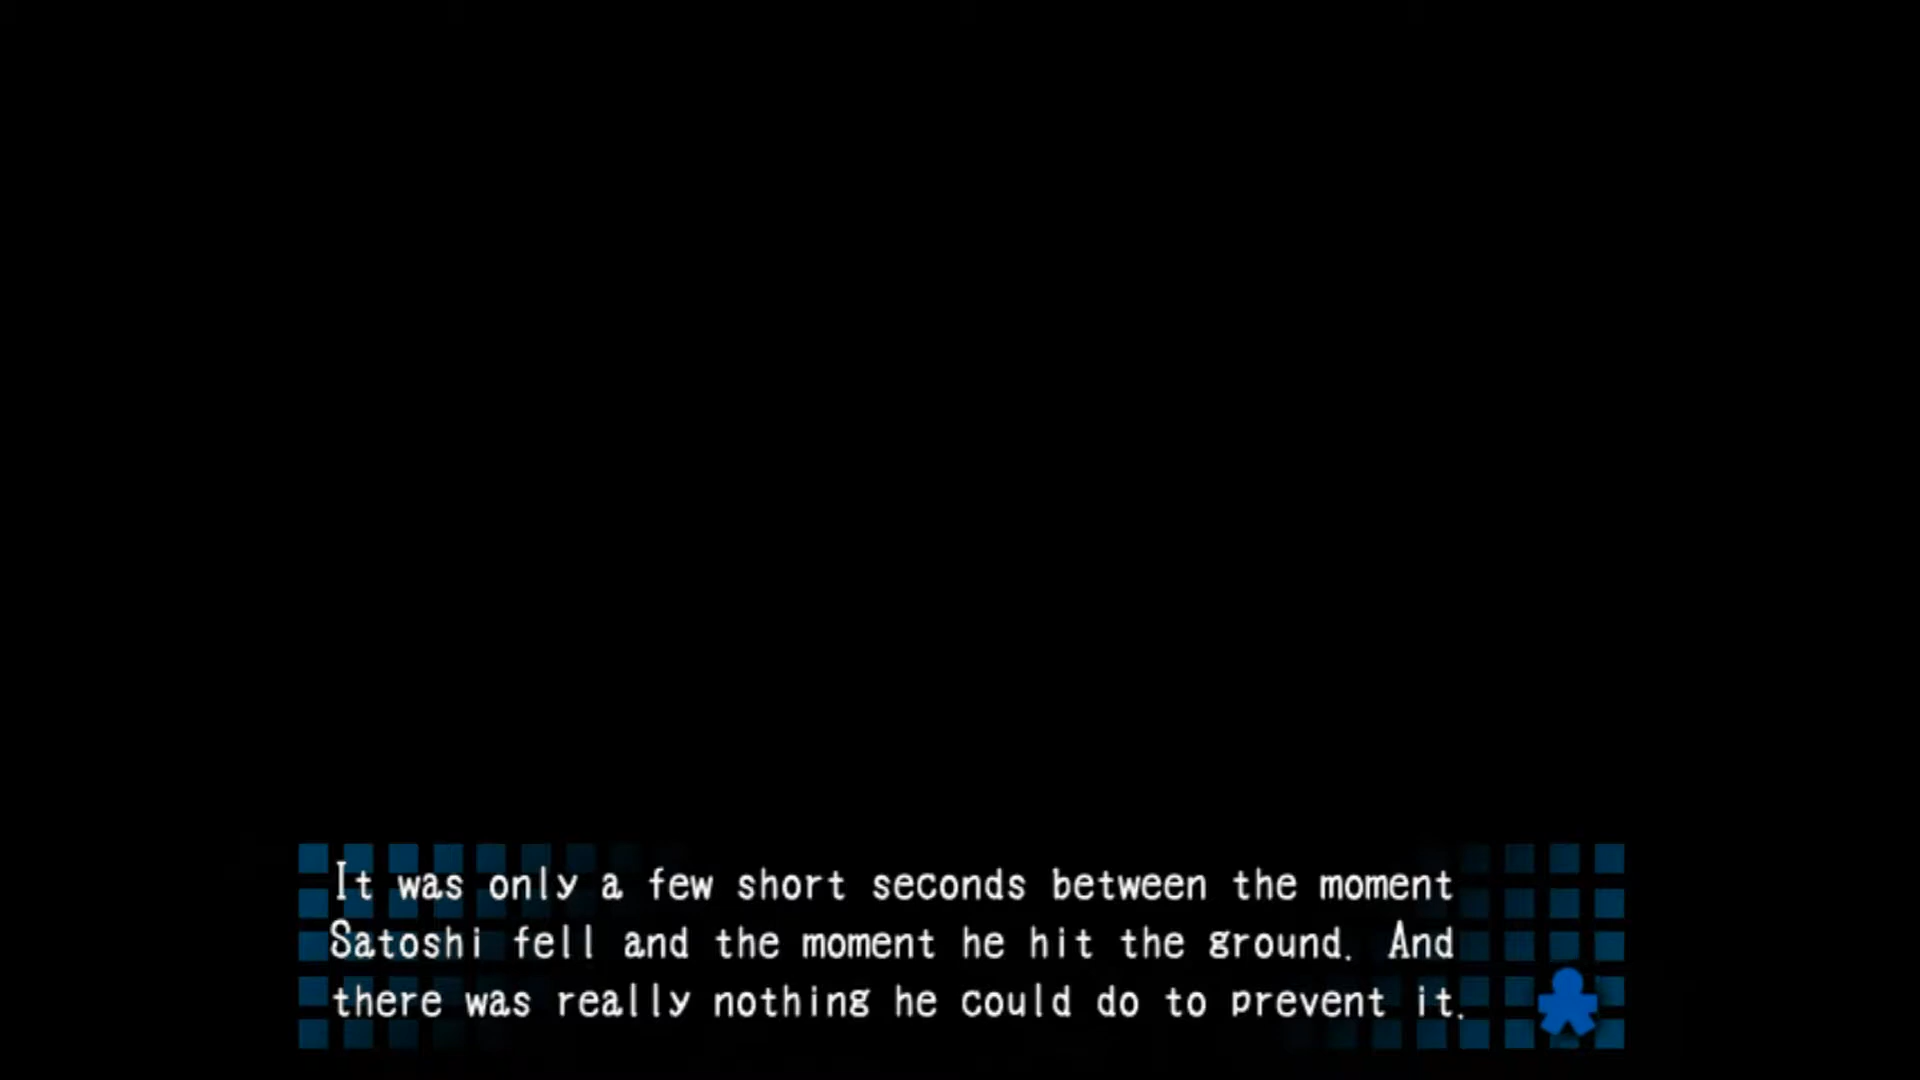 It was only a few short seconds between the moment
Satoshi fell and the moment he hit the ground. And
there was really nothing he could do to prevent it.